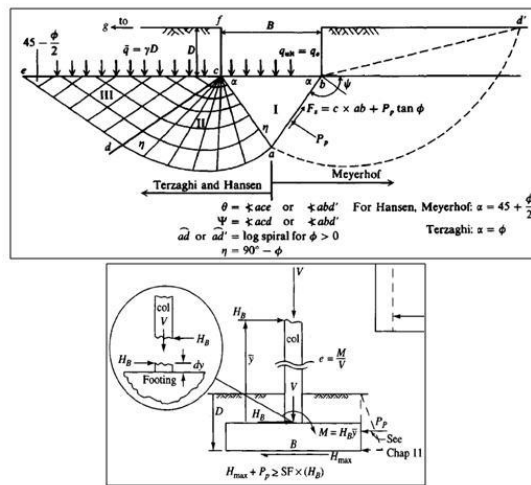 g to
f
B
45 − ϕ/2
q̄ = γD
D
q_ult = q_o
d'
e
c
α
α
b
ψ
III
II
I
F_s = c × ab + P_p tan ϕ
d
η
η
P_p
a
Meyerhof
Terzaghi and Hansen
θ = ∡ace or ∡abd' For Hansen, Meyerhof: α = 45 + ϕ/2
Ψ = ∡acd or ∡abd' Terzaghi: α = ϕ
ad or ad' = log spiral for ϕ > 0
η = 90° − ϕ
V
col
V
H_B
H_B
dy
Footing
H_B
col
ȳ
e = M/V
V
D
H_B
M = H_Bȳ
P_p
See
Chap 11
B
H_max
H_max + P_p ≥ SF × (H_B)